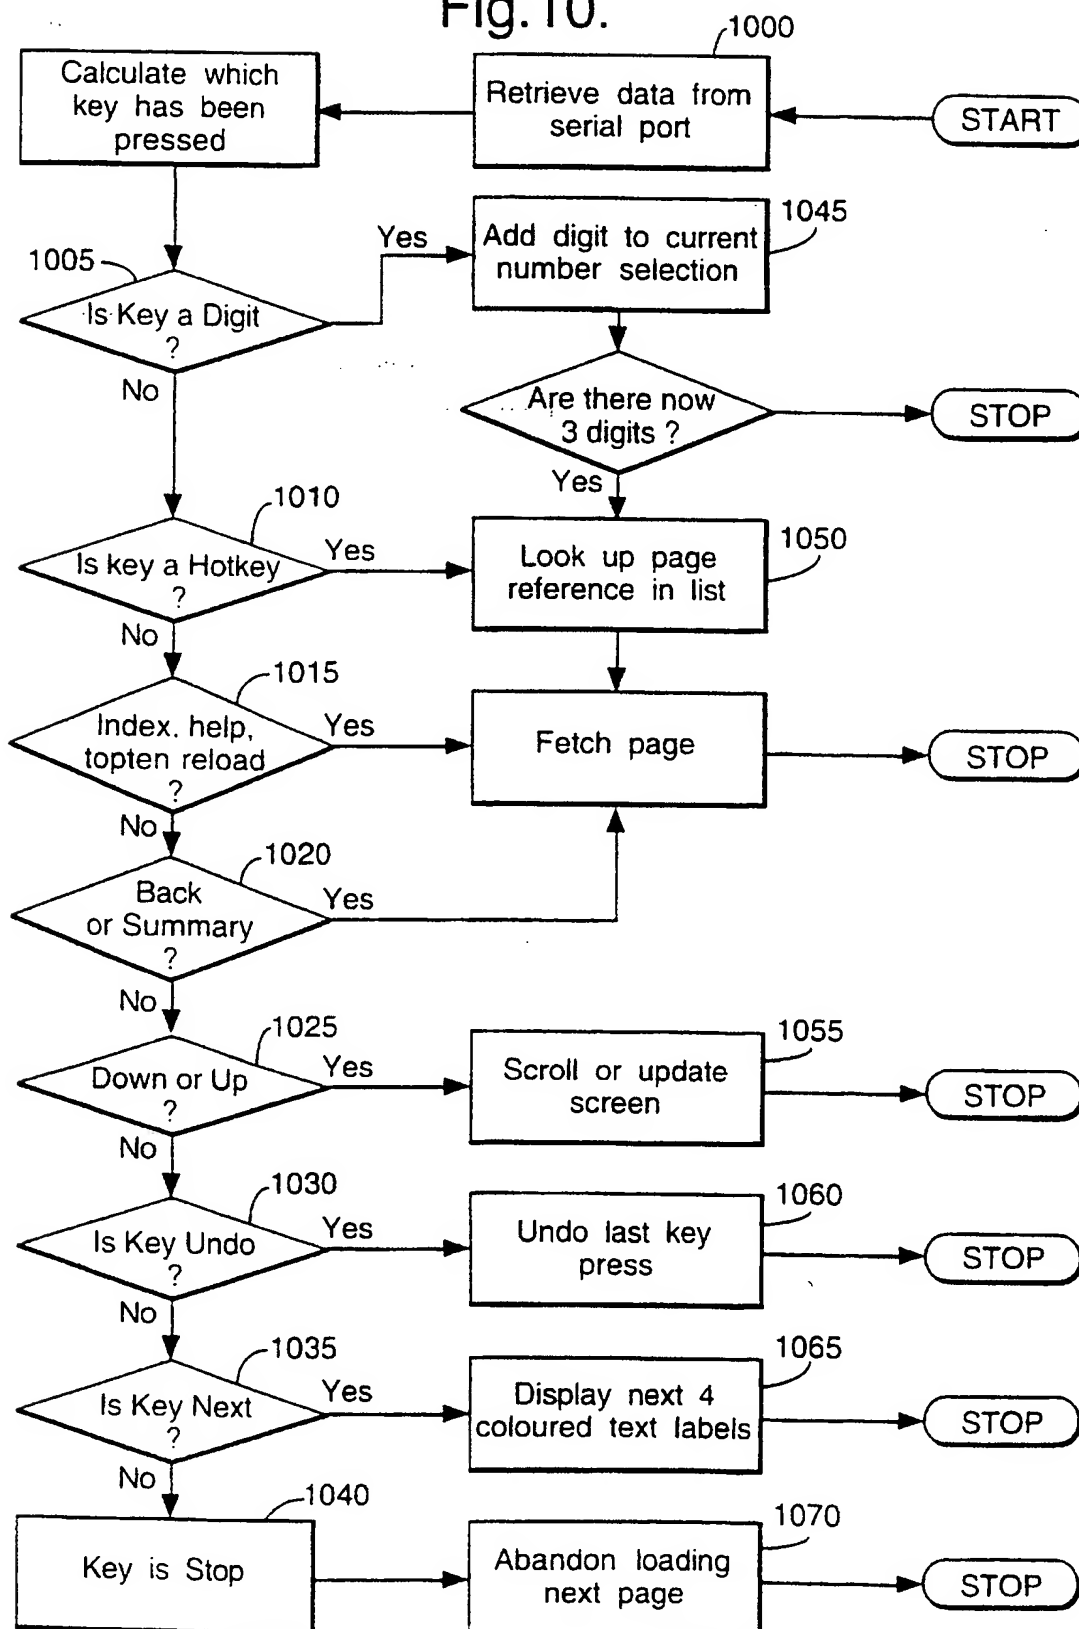 Fig.10.
1000
Calculate which
key has been
pressed
Retrieve data from
serial port
START
1045
Yes
Add digit to current
number selection
1005
Is Key a Digit
?
No
Are there now
3 digits ?
STOP
Yes
1010
Is key a Hotkey
?
Yes
Look up page
reference in list
1050
No
1015
Index. help,
topten reload
?
Yes
Fetch page
STOP
No
1020
Back
or Summary
?
Yes
No
1025
Down or Up
?
Yes
Scroll or update
screen
1055
STOP
No
1030
Is Key Undo
?
Yes
Undo last key
press
1060
STOP
No
1035
Is Key Next
?
Yes
Display next 4
coloured text labels
1065
STOP
No
1040
Key is Stop
Abandon loading
next page
1070
STOP